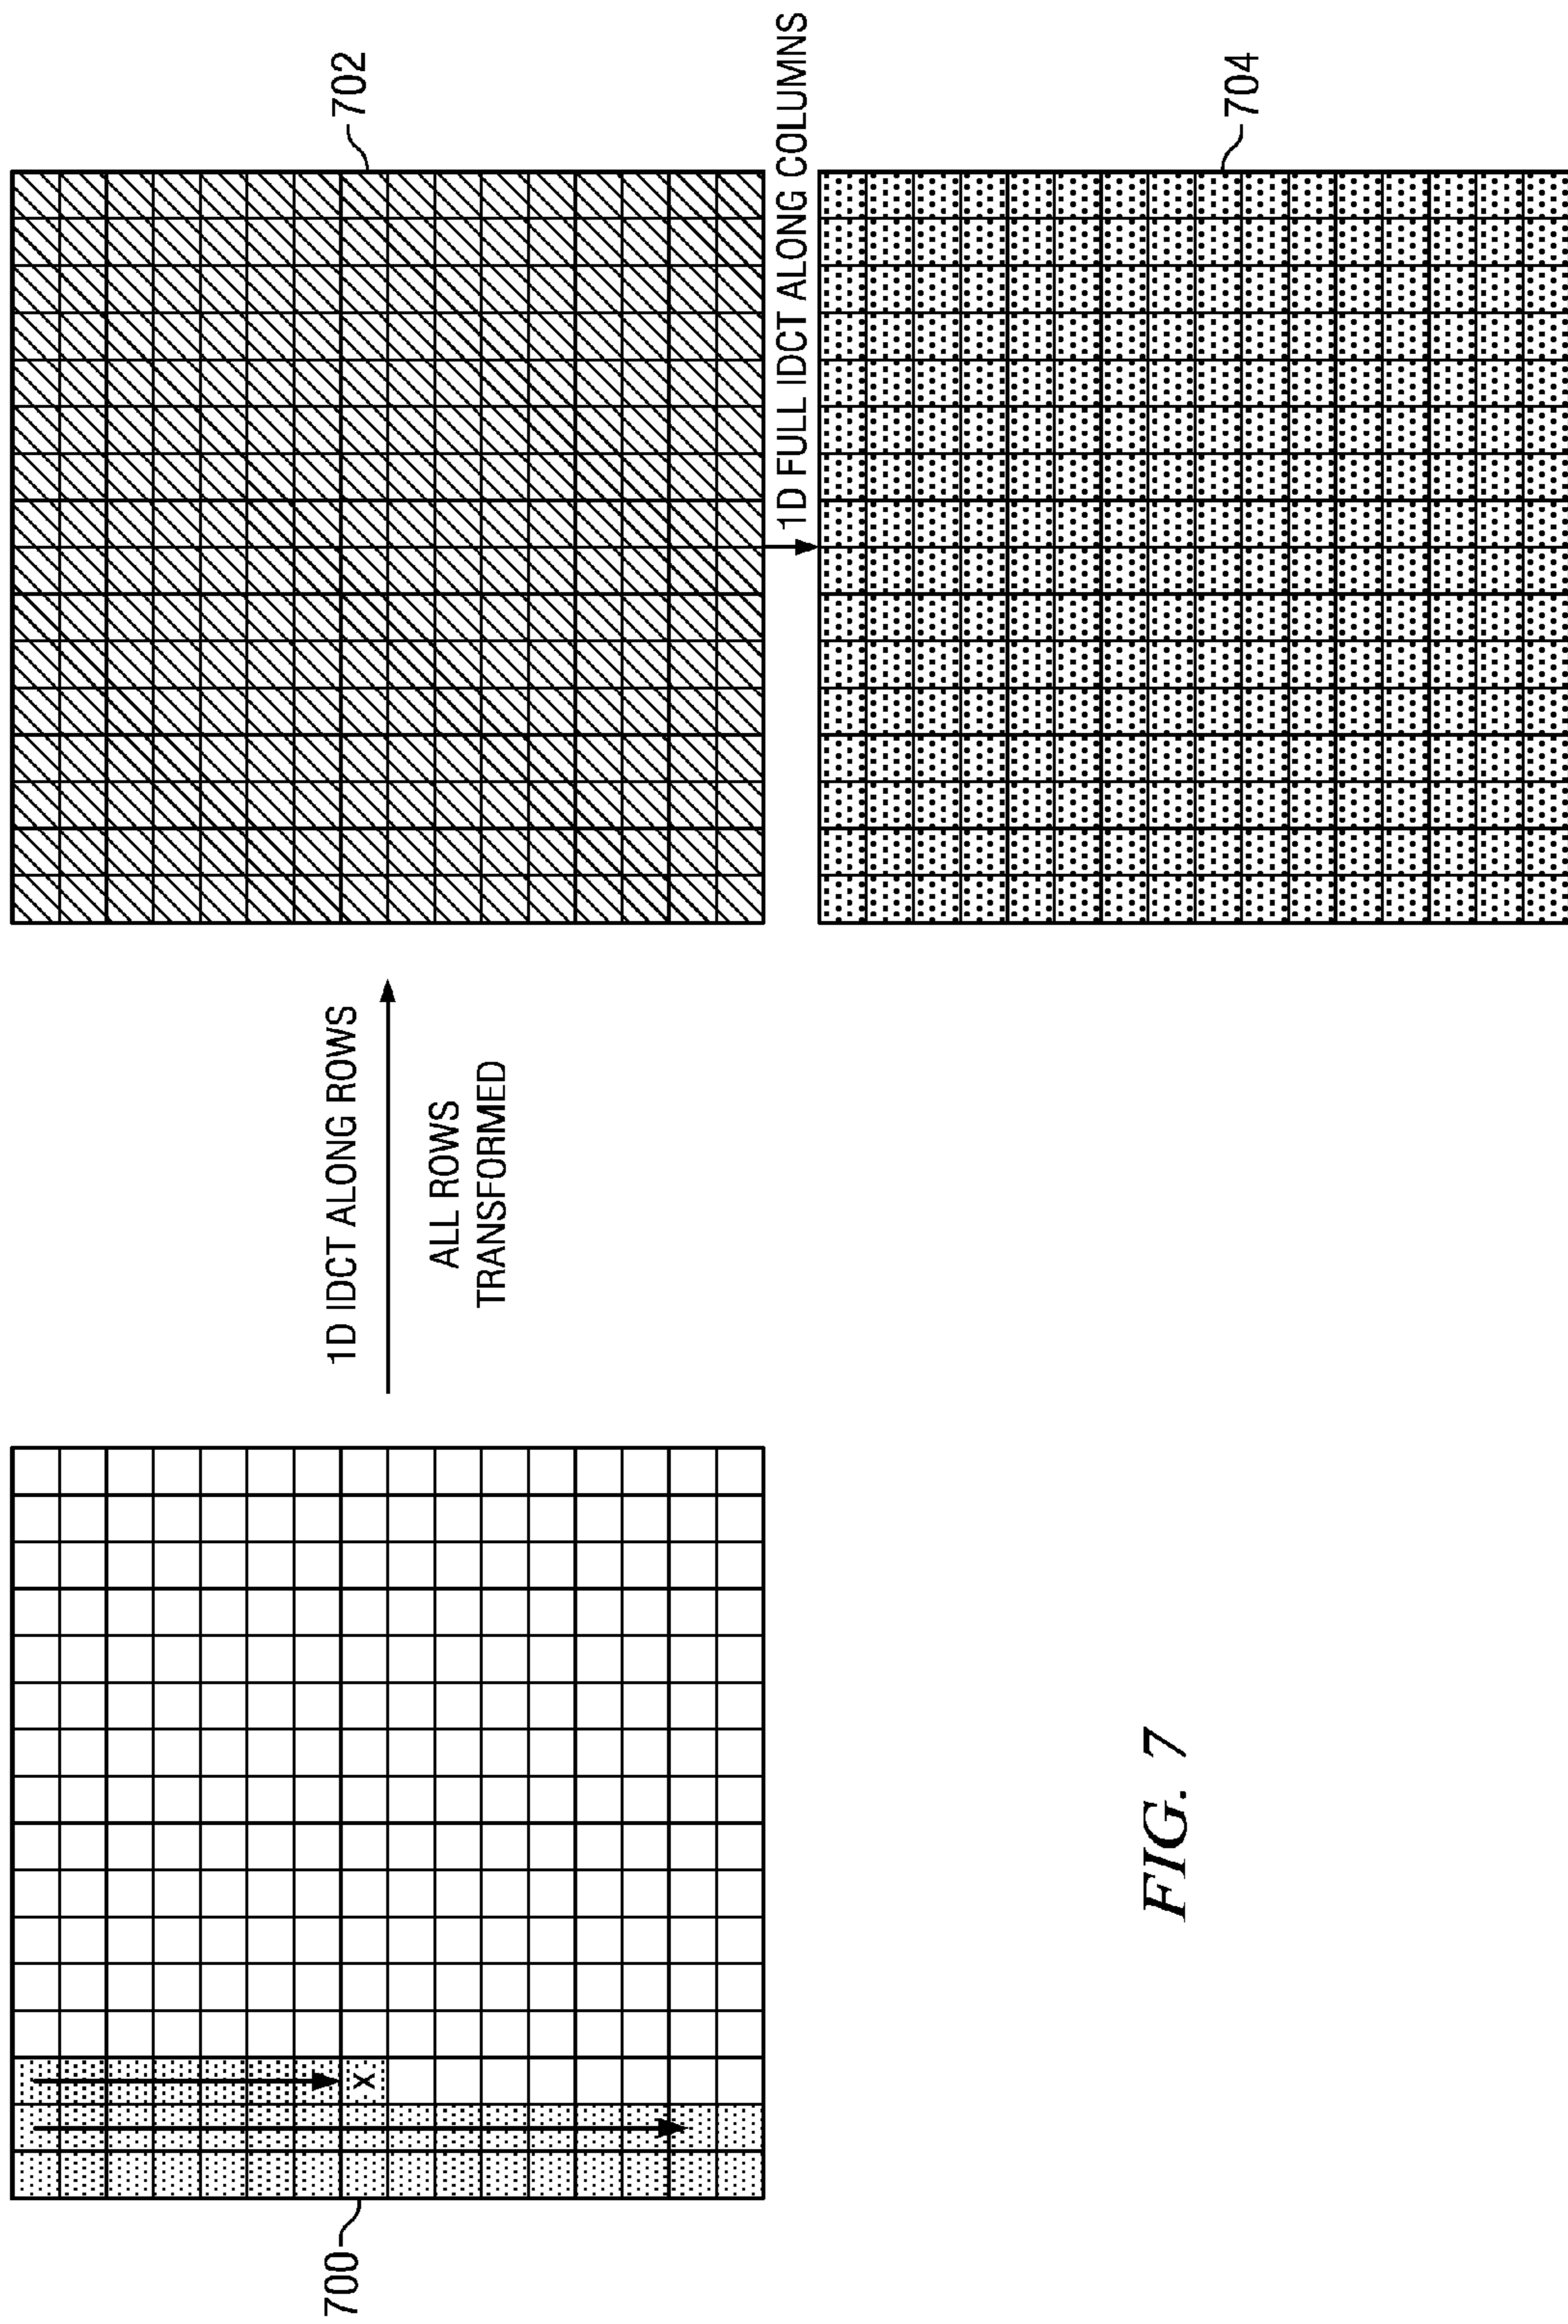 700
X
1D IDCT ALONG ROWS
ALL ROWS
TRANSFORMED
702
1D FULL IDCT ALONG COLUMNS
704
FIG. 7